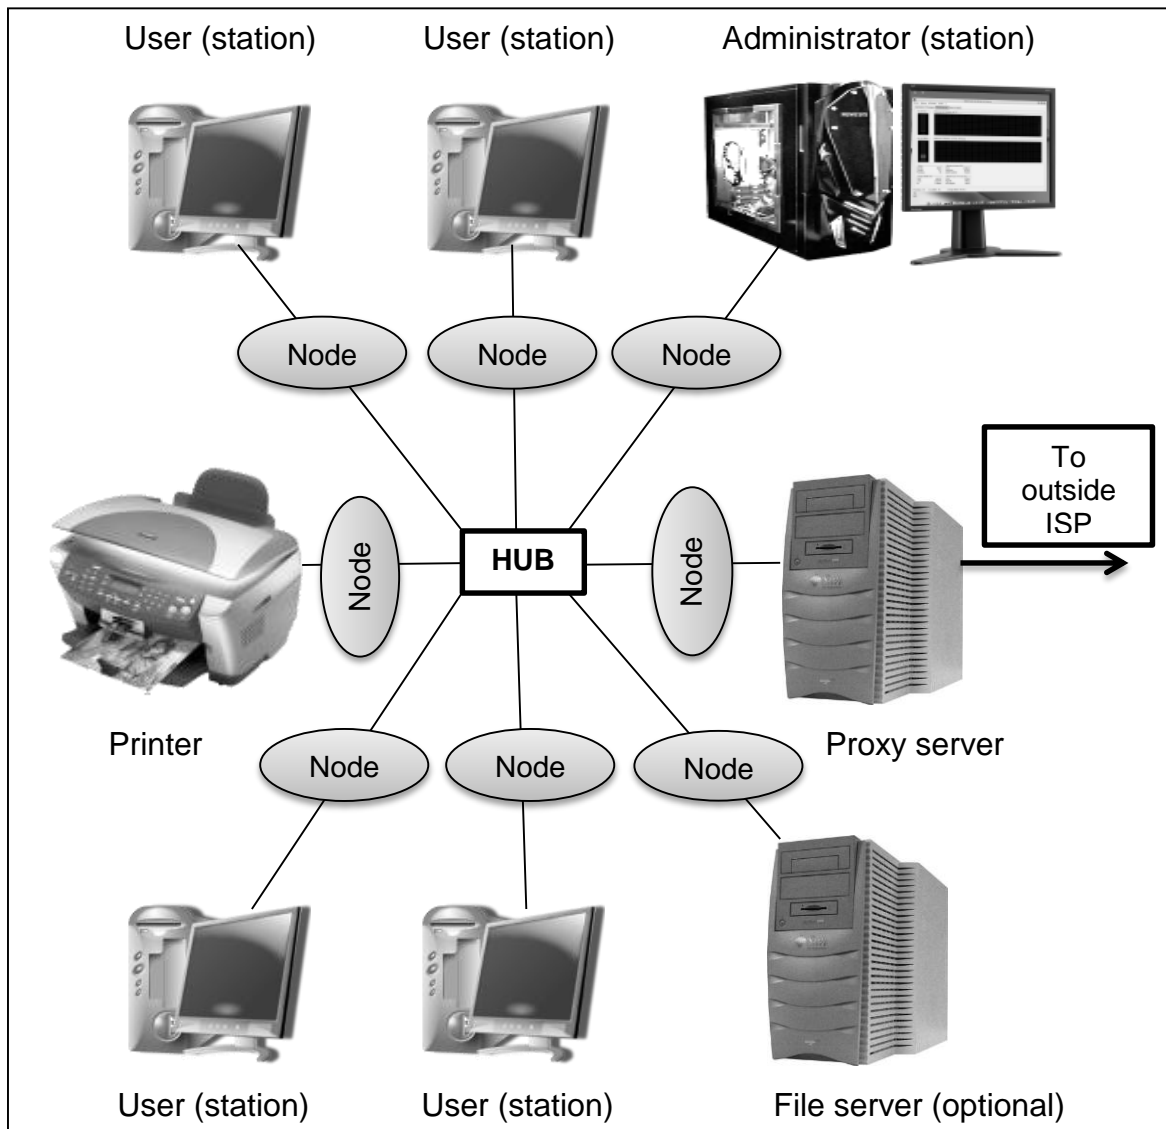 User (station)
User (station)
Administrator (station)
Node
Node
Node
To
outside
ISP
Node
HUB
Node
Printer
Proxy server
Node
Node
Node
User (station)
User (station)
File server (optional)